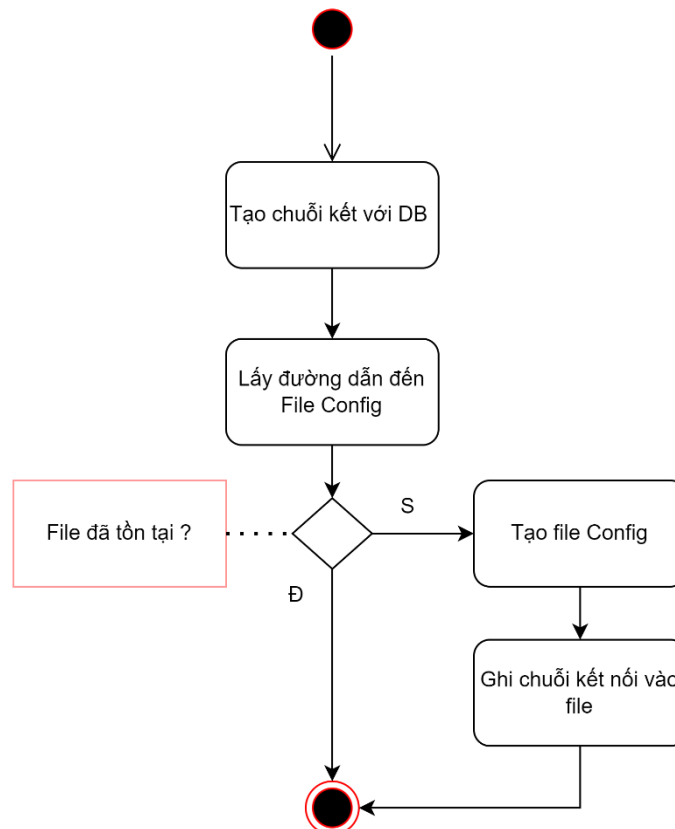 Tạo chuỗi kết với DB
Lấy đường dẫn đến
File Config
File đã tồn tại ?
S
Tạo file Config
Đ
Ghi chuỗi kết nối vào
file